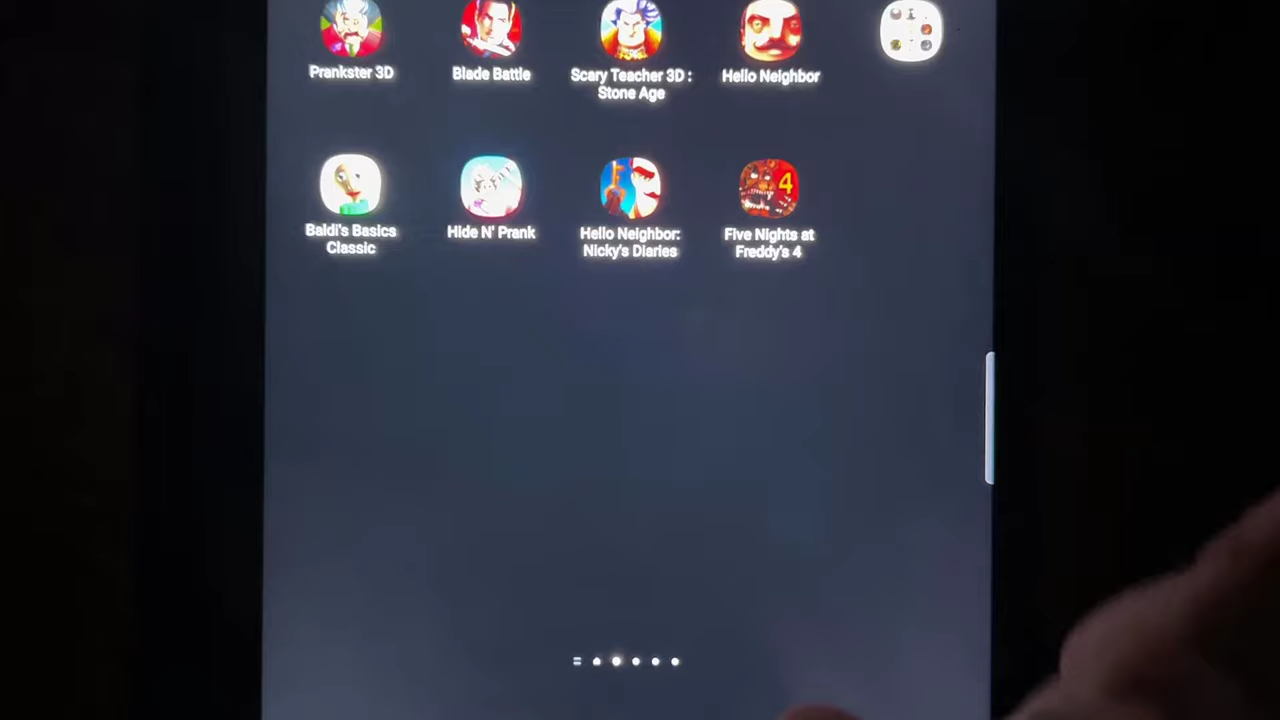 Prankster 3D
Blade Battle
Scary Teacher 3D :
Stone Age
Hello Neighbor
Baldi's Basics
Classic
Hide N' Prank
Hello Neighbor:
Nicky's Diaries
4
Five Nights at
Freddy's 4